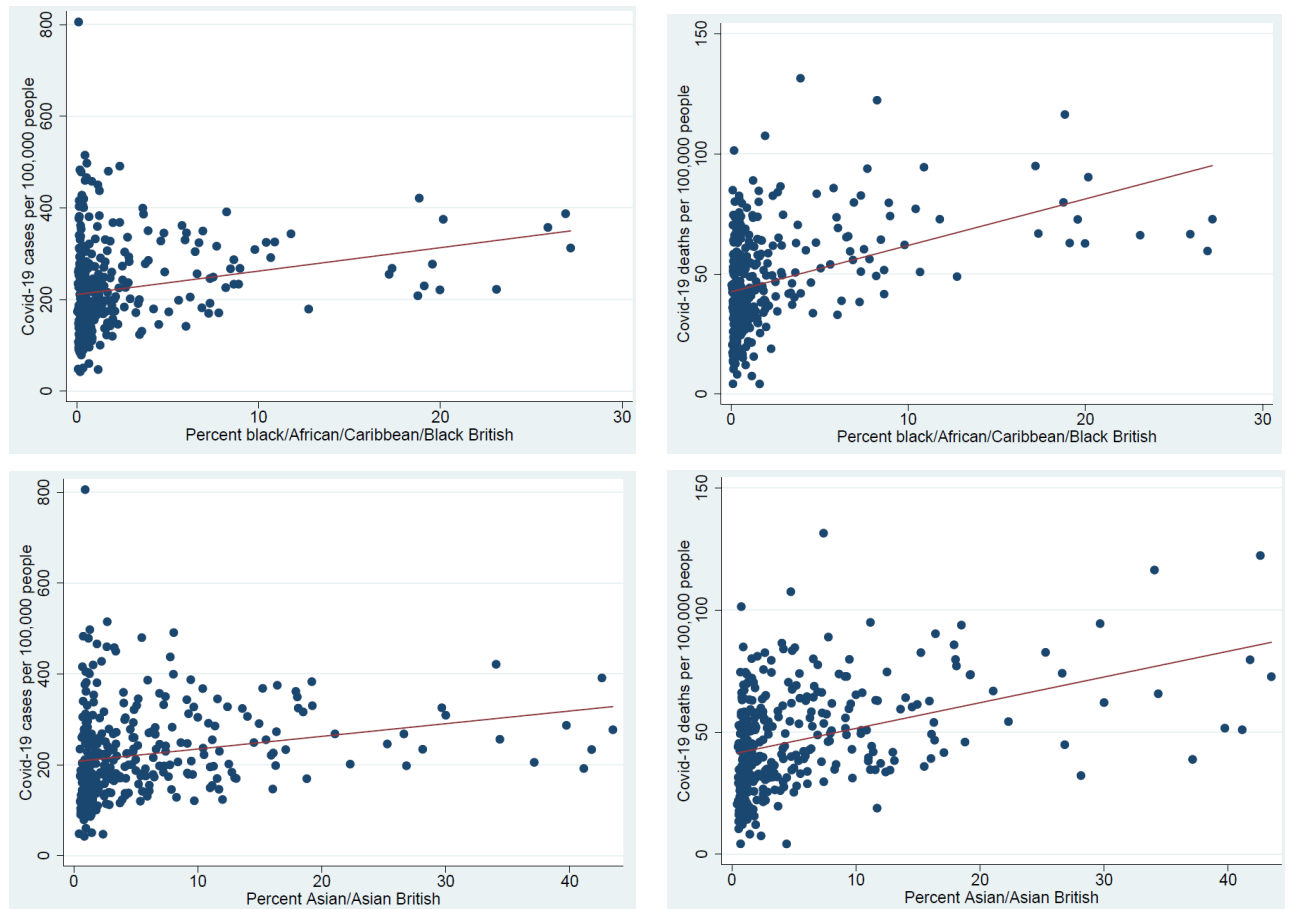 800
600
400
200
0
Covid-19 cases per 100,000 people
0 10 20 30
Percent black/African/Caribbean/Black British
150
100
50
0
Covid-19 deaths per 100,000 people
0 10 20 30
Percent black/African/Caribbean/Black British
800
600
400
200
0
Covid-19 cases per 100,000 people
0 10 20 30 40
Percent Asian/Asian British
150
100
50
0
Covid-19 deaths per 100,000 people
0 10 20 30 40
Percent Asian/Asian British